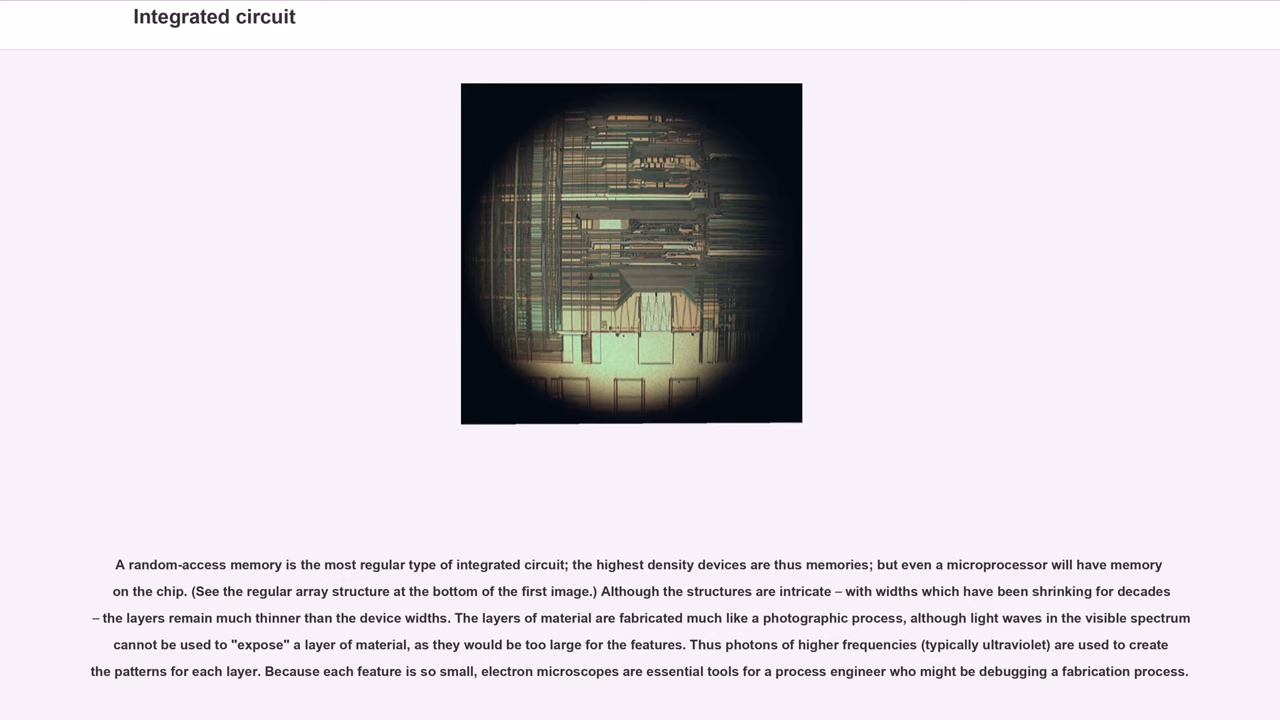 Integrated circuit
A random-access memory is the most regular type of integrated circuit; the highest density devices are thus memories; but even a microprocessor will have memory
on the chip. (See the regular array structure at the bottom of the first image.) Although the structures are intricate – with widths which have been shrinking for decades
– the layers remain much thinner than the device widths. The layers of material are fabricated much like a photographic process, although light waves in the visible spectrum
cannot be used to "expose" a layer of material, as they would be too large for the features. Thus photons of higher frequencies (typically ultraviolet) are used to create
the patterns for each layer. Because each feature is so small, electron microscopes are essential tools for a process engineer who might be debugging a fabrication process.